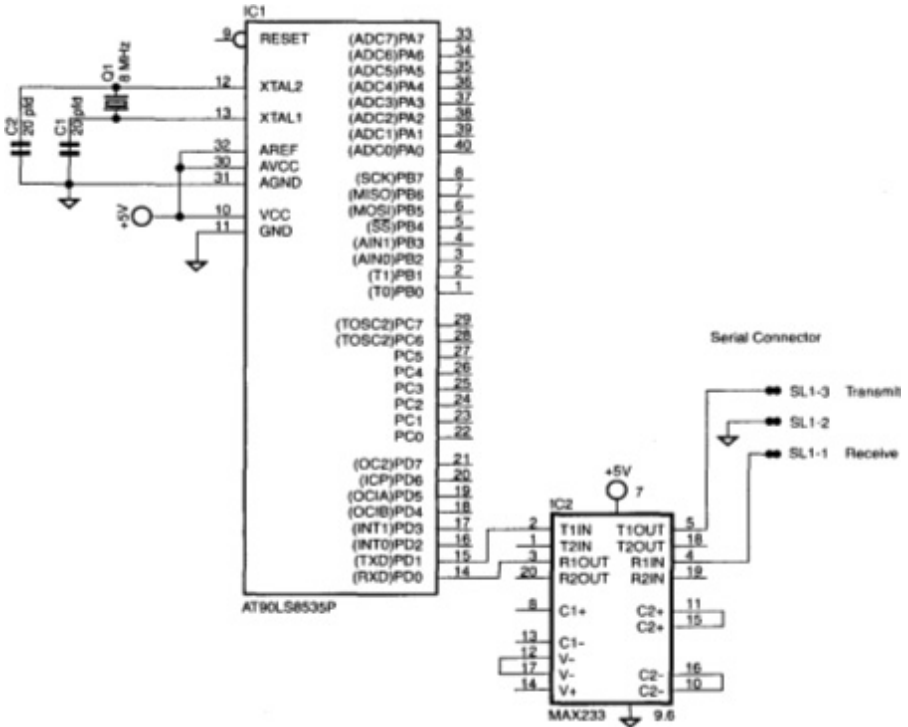 IC1
9 RESET
12 XTAL2
13 XTAL1
32 AREF
30 AVCC
31 AGND
10 VCC
11 GND
Q1
8 MHz
C2
20 pfd
C1
20 pfd
+5V
(ADC7)PA7 33
(ADC6)PA6 34
(ADC5)PA5 35
(ADC4)PA4 36
(ADC3)PA3 37
(ADC2)PA2 38
(ADC1)PA1 39
(ADC0)PA0 40
(SCK)PB7 8
(MISO)PB6 7
(MOSI)PB5 6
(SS)PB4 5
(AIN1)PB3 4
(AIN0)PB2 3
(T1)PB1 2
(T0)PB0 1
(TOSC2)PC7 29
(TOSC2)PC6 28
PC5 27
PC4 26
PC3 25
PC2 24
PC1 23
PC0 22
(OC2)PD7 21
(ICP)PD6 20
(OCIA)PD5 19
(OCIB)PD4 18
(INT1)PD3 17
(INT0)PD2 16
(TXD)PD1 15
(RXD)PD0 14
AT90LS8535P
Serial Connector
SL1-3 Transmit
SL1-2
SL1-1 Receive
+5V
7
IC2
2 T1IN T1OUT 5
1 T2IN T2OUT 18
3 R1OUT R1IN 4
20 R2OUT R2IN 19
8 C1+ C2+ 11
C2+ 15
13 C1-
12 V-
17 V- C2- 16
14 V+ C2- 10
MAX233 9.6